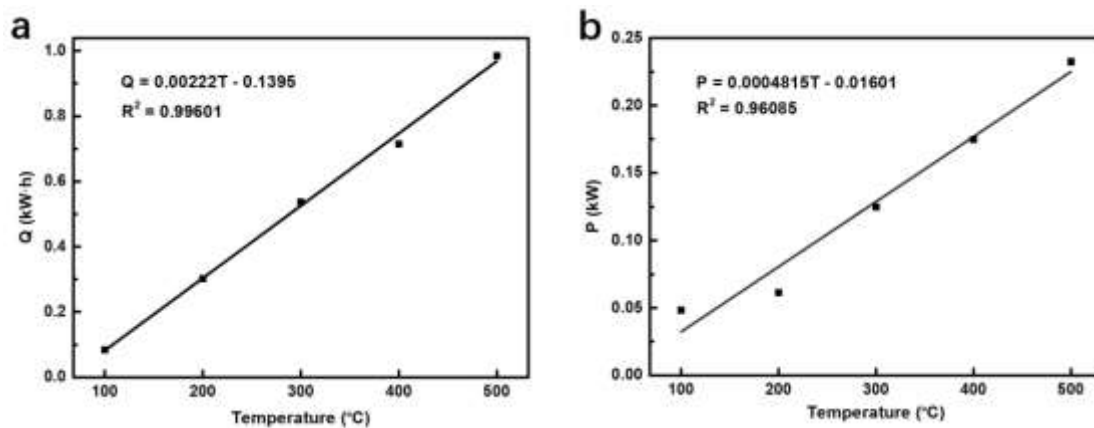 a
Q = 0.00222T - 0.1395
R² = 0.99601
Q (kW·h)
1.0
0.8
0.6
0.4
0.2
0.0
100 200 300 400 500
Temperature (°C)
b
P = 0.0004815T - 0.01601
R² = 0.96085
P (kW)
0.25
0.20
0.15
0.10
0.05
0.00
100 200 300 400 500
Temperature (°C)